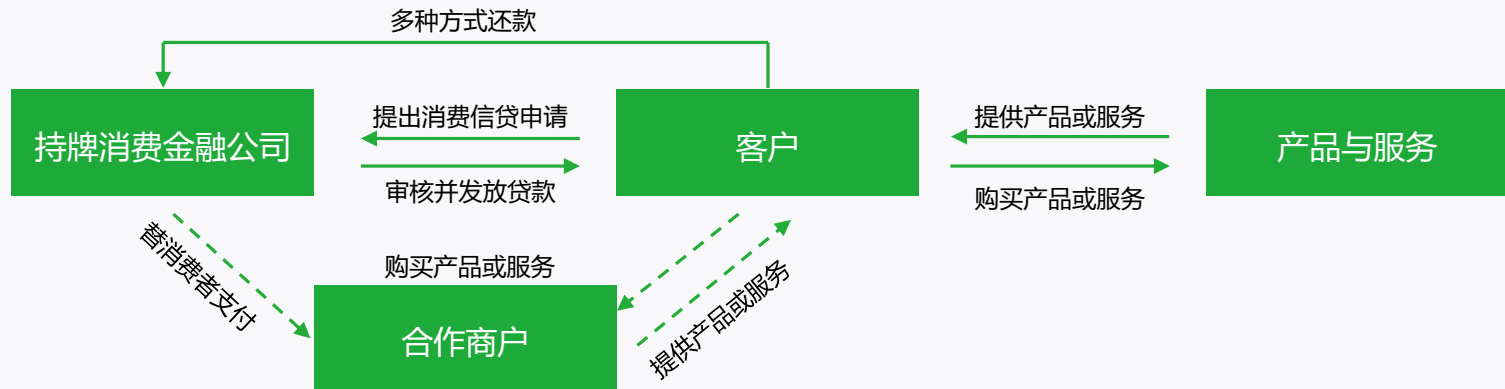 多种方式还款
提出消费信贷申请
提供产品或服务
持牌消费金融公司
客户
产品与服务
审核并发放贷款
购买产品或服务
替消费者支付
购买产品或服务
提供产品或服务
合作商户